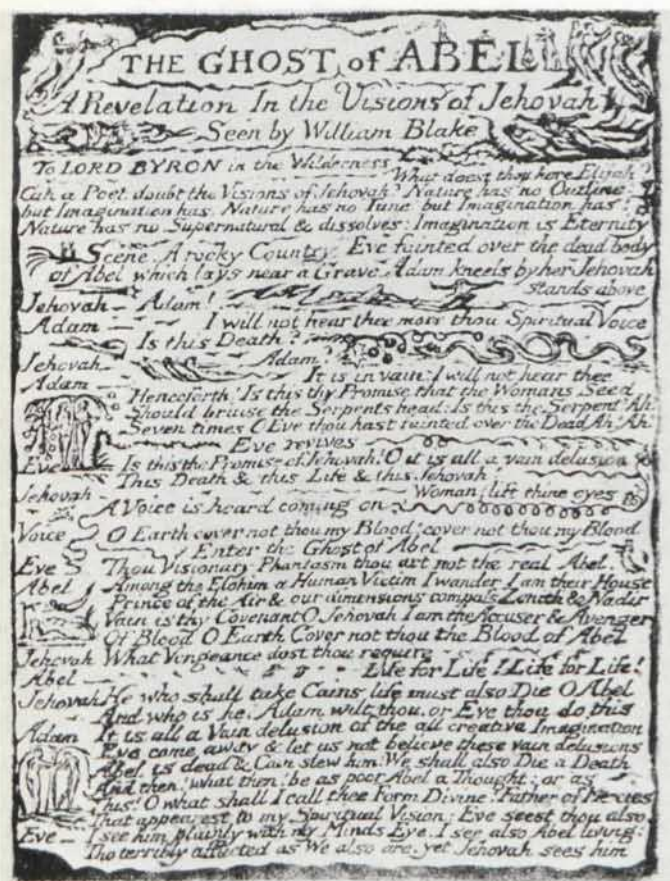 THE GHOST of ABEL
A Revelation In the Visions of Jehovah
Seen by William Blake
To LORD BYRON in the Wilderness
What doest thou here Elijah?
Can a Poet doubt the Visions of Jehovah? Nature has no Outline:
but Imagination has. Nature has no Tune: but Imagination has!
Nature has no Supernatural & dissolves: Imagination is Eternity
Scene. A rocky Country. Eve fainted over the dead body
of Abel which lays near a Grave. Adam kneels by her Jehovah
stands above
Jehovah — Adam!
Adam — I will not hear thee more thou Spiritual Voice
Is this Death?
Jehovah — Adam!
Adam — It is in vain: I will not hear thee
Henceforth! Is this thy Promise that the Womans Seed
Should bruise the Serpents head: Is this the Serpent? Ah!
Seven times O Eve thou hast fainted over the Dead Ah! Ah!
Eve revives
Eve — Is this the Promise of Jehovah! O it is all a vain delusion
This Death & this Life & this Jehovah
Jehovah — Woman! lift thine eyes
A Voice is heard coming on
Voice O Earth cover not thou my Blood! cover not thou my Blood
Enter the Ghost of Abel
Eve Thou Visionary Phantasm thou art not the real Abel.
Abel Among the Elohim a Human Victim I wander I am their House
Prince of the Air & our dimensions compass Zenith & Nadir
Vain is thy Covenant O Jehovah I am the Accuser & Avenger
Of Blood O Earth Cover not thou the Blood of Abel
Jehovah What Vengeance dost thou require
Abel — Life for Life! Life for Life!
Jehovah He who shall take Cains life must also Die O Abel
And who is he. Adam wilt thou, or Eve thou do this
Adam It is all a Vain delusion of the all creative Imagination
Eve come away & let us not believe these vain delusions
Abel is dead & Cain slew him! We shall also Die a Death
And then! what then! be as poor Abel a Thought: or as
This! O what shall I call thee Form Divine! Father of Mercies
That appearest to my Spiritual Vision: Eve seest thou also.
Eve — I see him plainly with my Minds Eye. I see also Abel living:
Tho terribly afflicted as We also are, yet Jehovah sees him